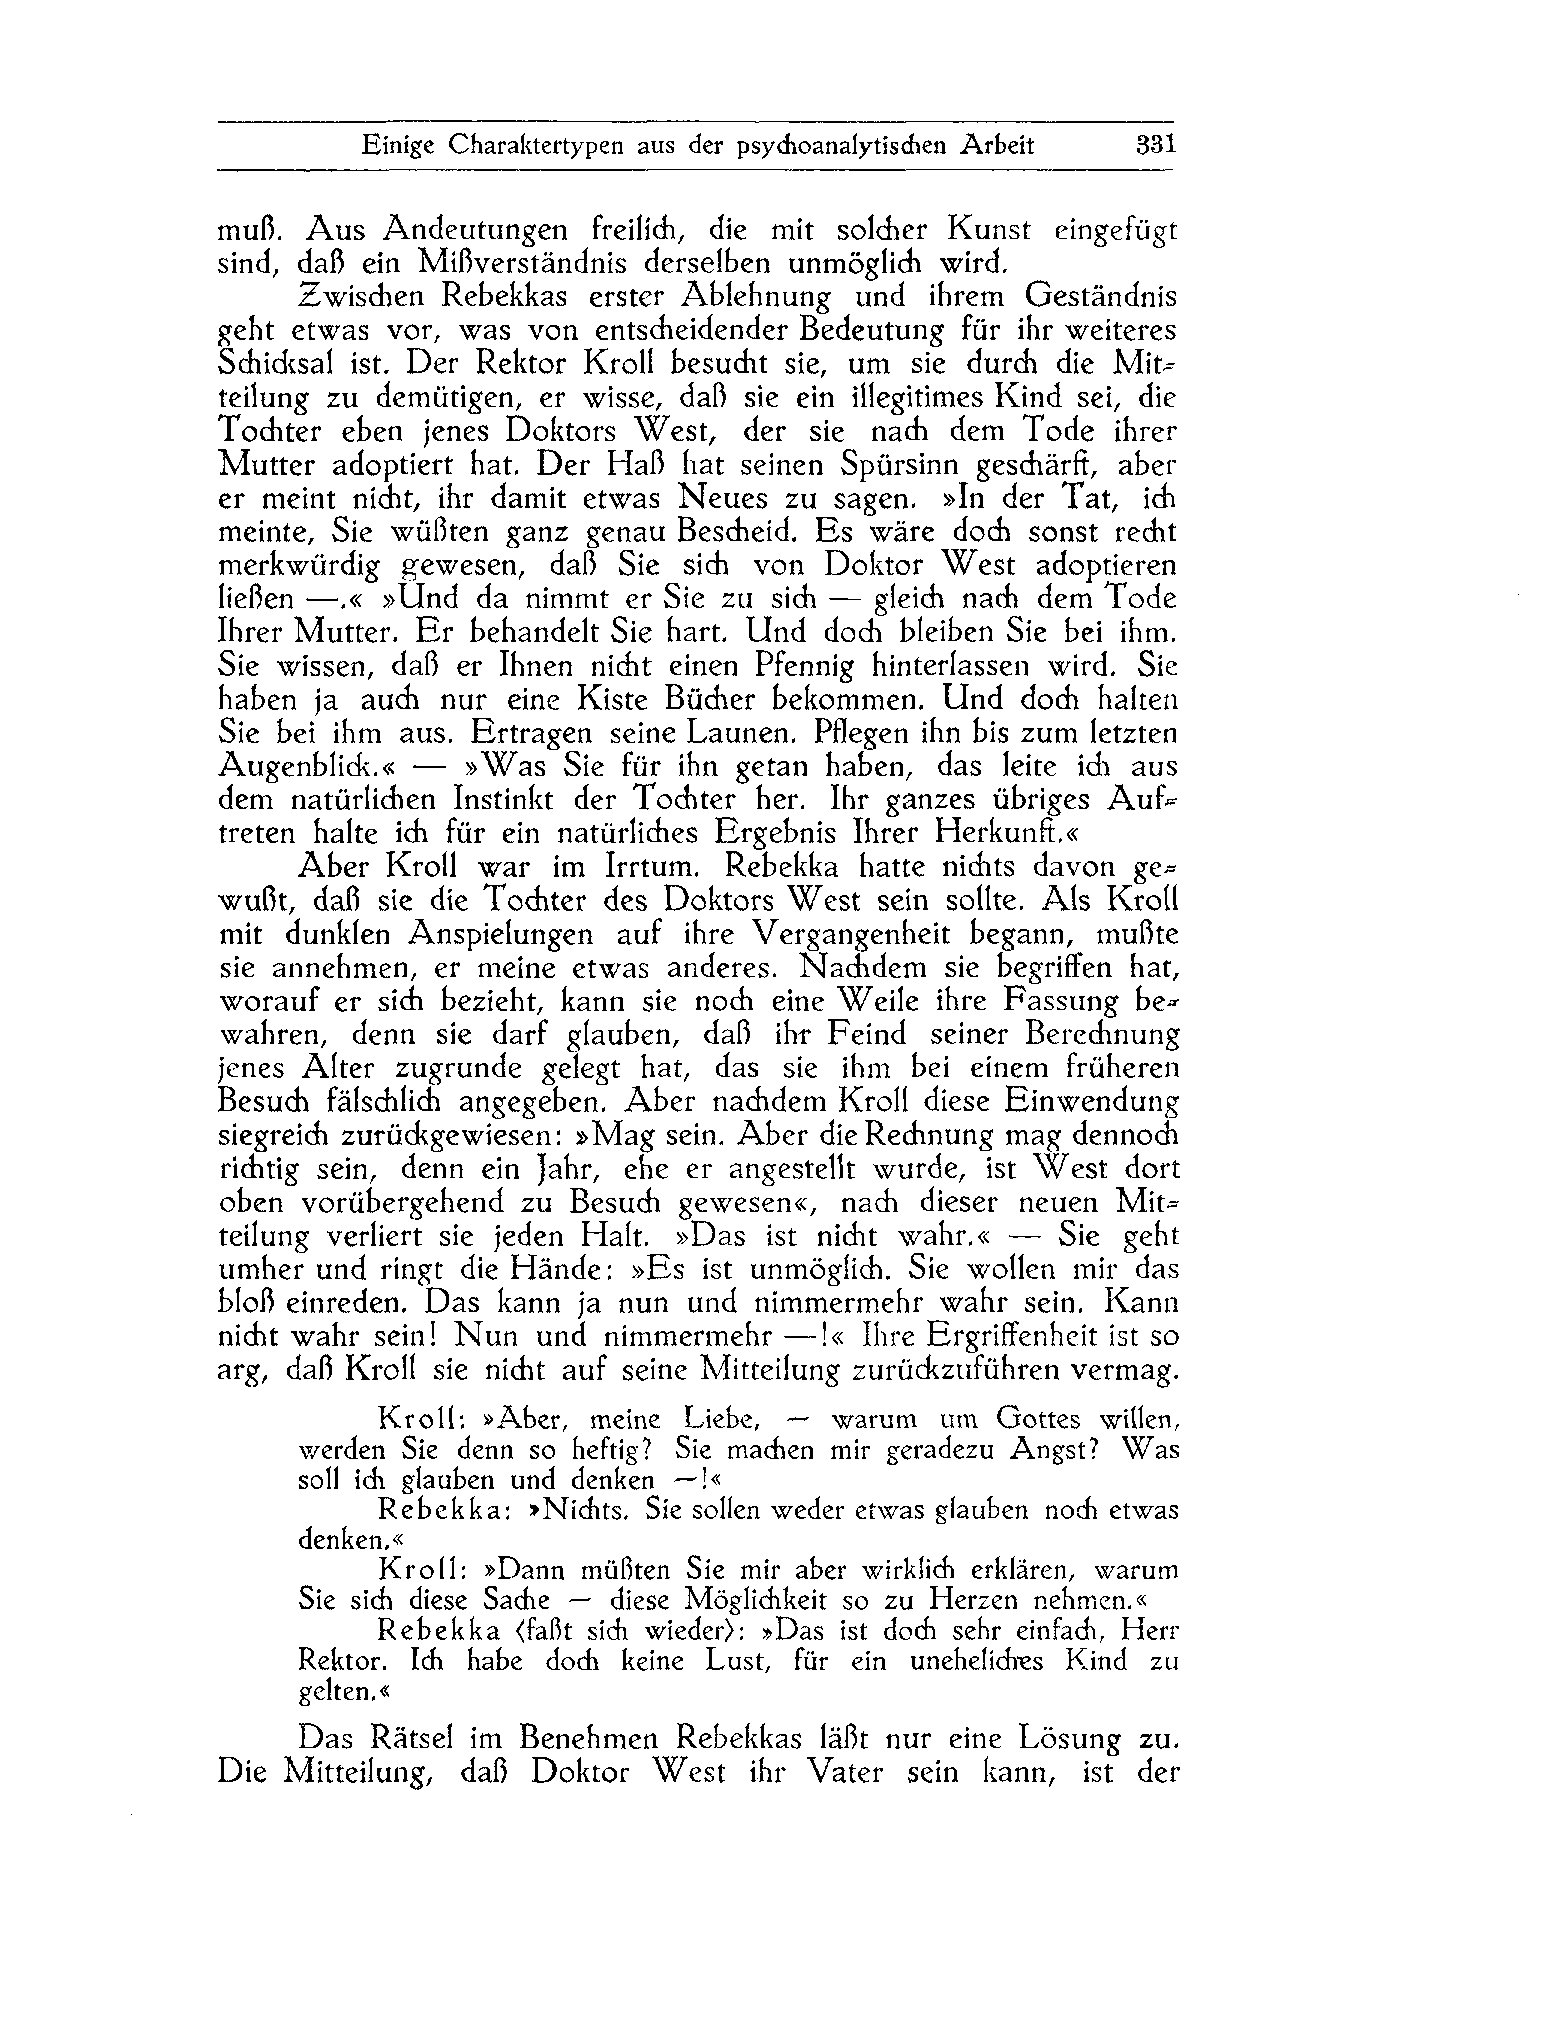 Einige Charaktertypen aus der psychoanalytischen Arbeit 331
muß. Aus Andeutungen freilich, die mit solcher Kunst eingefügt
sind, daß ein Mißverständnis derselben unmöglich wird.
Zwischen Rebekkas erster Ablehnung und ihrem Geständnis
geht etwas vor, was von entscheidender Bedeutung für ihr weiteres
Schicksal ist. Der Rektor Kroll besucht sie, um sie durch die Mit-
teilung zu demütigen, er wisse, daß sie ein illegitimes Kind sei, die
Tochter eben jenes Doktors West, der sie nach dem Tode ihrer
Mutter adoptiert hat. Der Haß hat seinen Spürsinn geschärft, aber
er meint nicht, ihr damit etwas Neues zu sagen. »In der Tat, ich
meinte, Sie wüßten ganz genau Bescheid. Es wäre doch sonst recht
merkwürdig gewesen, daß Sie sich von Doktor West adoptieren
ließen —.« »Und da nimmt er Sie zu sich — gleich nach dem Tode
Ihrer Mutter. Er behandelt Sie hart. Und doch bleiben Sie bei ihm.
Sie wissen, daß er Ihnen nicht einen Pfennig hinterlassen wird. Sie
haben ja auch nur eine Kiste Bücher bekommen. Und doch halten
Sie bei ihm aus. Ertragen seine Launen. Pflegen ihn bis zum letzten
Augenblick.« — »Was Sie für ihn getan haben, das leite ich aus
dem natürlichen Instinkt der Tochter her. Ihr ganzes übriges Auf-
treten halte ich für ein natürliches Ergebnis Ihrer Herkunft.«
Aber Kroll war im Irrtum. Rebekka hatte nichts davon ge-
wußt, daß sie die Tochter des Doktors West sein sollte. Als Kroll
mit dunklen Anspielungen auf ihre Vergangenheit begann, mußte
sie annehmen, er meine etwas anderes. Nachdem sie begriffen hat,
worauf er sich bezieht, kann sie noch eine Weile ihre Fassung be-
wahren, denn sie darf glauben, daß ihr Feind seiner Berechnung
jenes Alter zugrunde gelegt hat, das sie ihm bei einem früheren
Besuch fälschlich angegeben. Aber nachdem Kroll diese Einwendung
siegreich zurückgewiesen: »Mag sein. Aber die Rechnung mag dennoch
richtig sein, denn ein Jahr, ehe er angestellt wurde, ist West dort
oben vorübergehend zu Besuch gewesen«, nach dieser neuen Mit-
teilung verliert sie jeden Halt. »Das ist nicht wahr.« — Sie geht
umher und ringt die Hände: »Es ist unmöglich. Sie wollen mir das
bloß einreden. Das kann ja nun und nimmermehr wahr sein. Kann
nicht wahr sein! Nun und nimmermehr —!« Ihre Ergriffenheit ist so
arg, daß Kroll sie nicht auf seine Mitteilung zurückzuführen vermag.
Kroll: »Aber, meine Liebe, — warum um Gottes willen,
werden Sie denn so heftig? Sie machen mir geradezu Angst? Was
soll ich glauben und denken —!«
Rebekka: »Nichts. Sie sollen weder etwas glauben noch etwas
denken.«
Kroll: »Dann müßten Sie mir aber wirklich erklären, warum
Sie sich diese Sache — diese Möglichkeit so zu Herzen nehmen.«
Rebekka (faßt sich wieder): »Das ist doch sehr einfach, Herr
Rektor. Ich habe doch keine Lust, für ein uneheliches Kind zu
gelten.«
Das Rätsel im Benehmen Rebekkas läßt nur eine Lösung zu.
Die Mitteilung, daß Doktor West ihr Vater sein kann, ist der